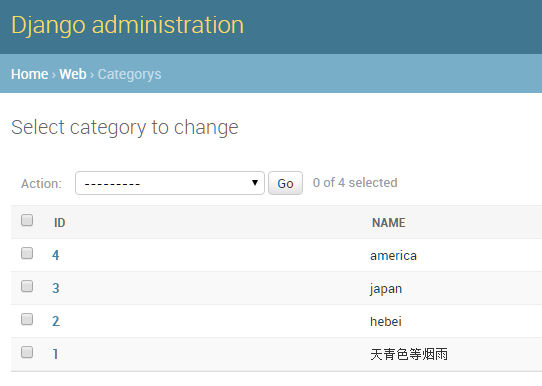 Django administration
Home › Web › Categorys
Select category to change
Action: --------- Go 0 of 4 selected
ID NAME
4 america
3 japan
2 hebei
1 天青色等烟雨